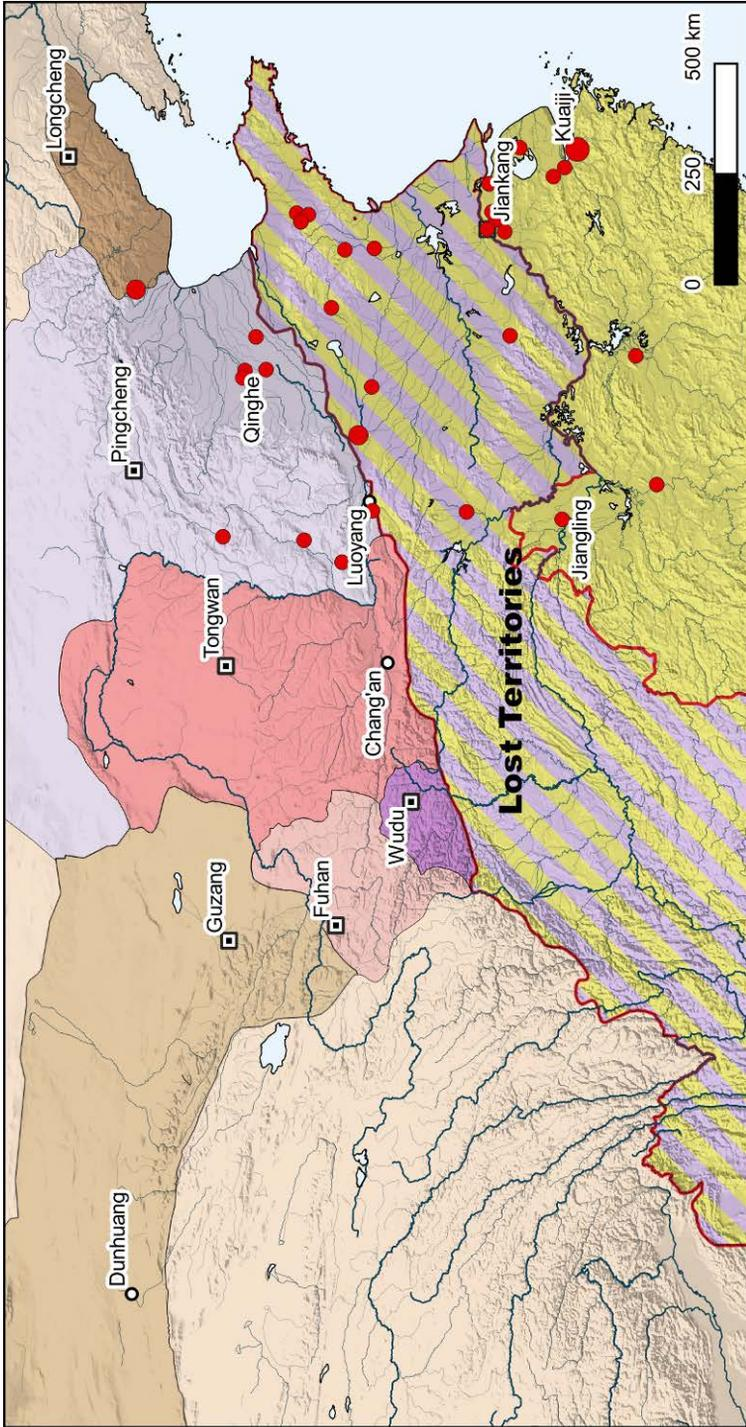 Longcheng
Dunhuang
Pingcheng
Tongwan
Guzang
Qinghe
Fuhan
Luoyang
Chang'an
Wudu
Jiankang
Lost Territories
Kuaiji
Jiangling
0 250 500 km